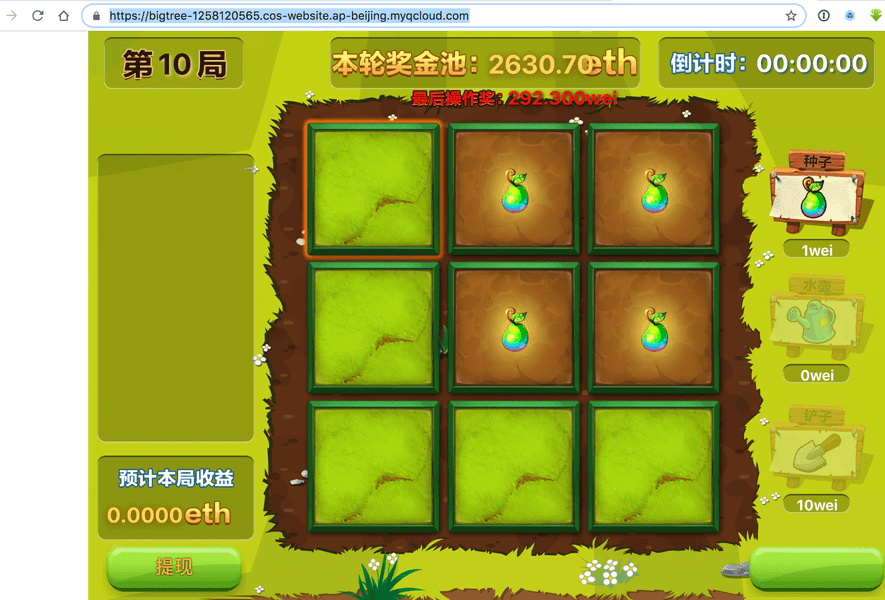 https://bigtree-1258120565.cos-website.ap-beijing.myqcloud.com
第10局
本轮奖金池：2630.70eth
倒计时：00:00:00
最后操作奖：292.300wei
种子
1wei
水壶
0wei
铲子
10wei
预计本局收益
0.0000eth
提现